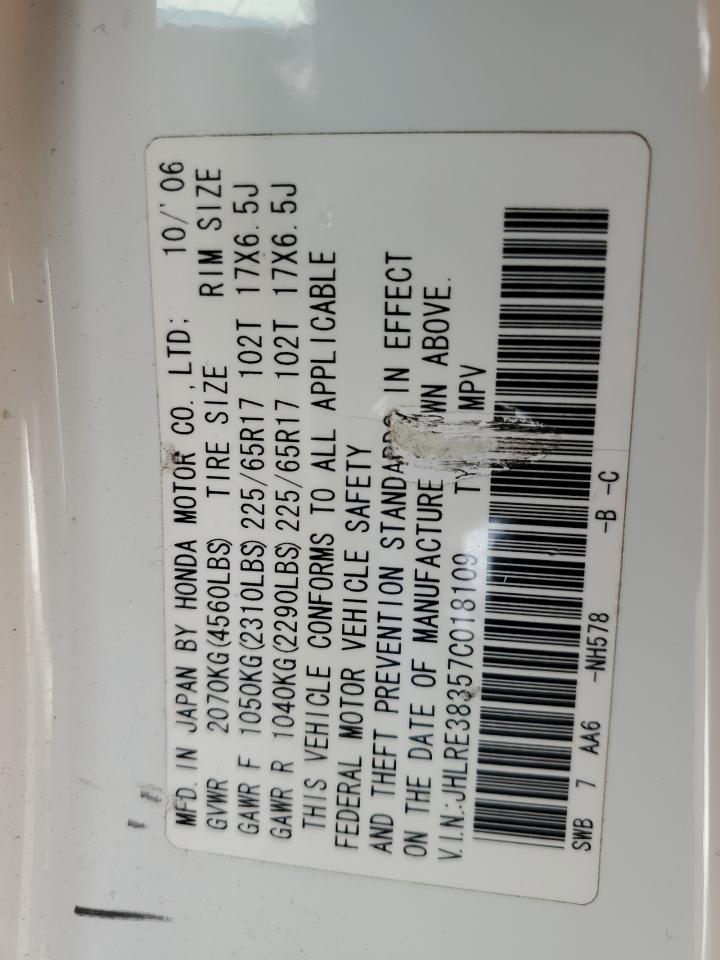 MFD. IN JAPAN BY HONDA MOTOR CO.,LTD; 10/'06
GVWR 2070KG(4560LBS) TIRE SIZE RIM SIZE
GAWR F 1050KG(2310LBS) 225/65R17 102T 17X6.5J
GAWR R 1040KG(2290LBS) 225/65R17 102T 17X6.5J
THIS VEHICLE CONFORMS TO ALL APPLICABLE
FEDERAL MOTOR VEHICLE SAFETY
AND THEFT PREVENTION STANDARDS IN EFFECT
ON THE DATE OF MANUFACTURE ABOVE.
V.I.N.:JHLRE38357C018109 MPV
SWB 7 AA6 -NH578 -B -C